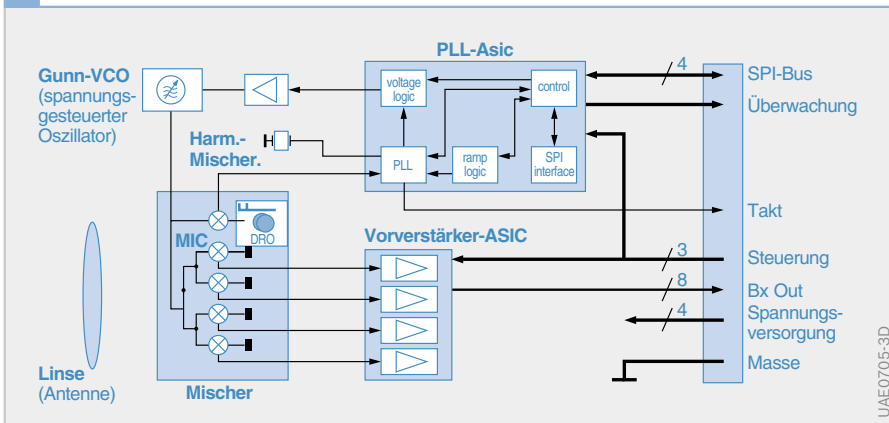 PLL-Asic
Gunn-VCO
(spannungs-
gesteuerter
Oszillator)
voltage
logic
control
4
SPI-Bus
Überwachung
Harm.-
Mischer.
PLL
ramp
logic
SPI
interface
Takt
MIC
DRO
Vorverstärker-ASIC
3
Steuerung
8
Bx Out
4
Spannungs-
versorgung
Masse
Linse
(Antenne)
Mischer
UAE0705-3D